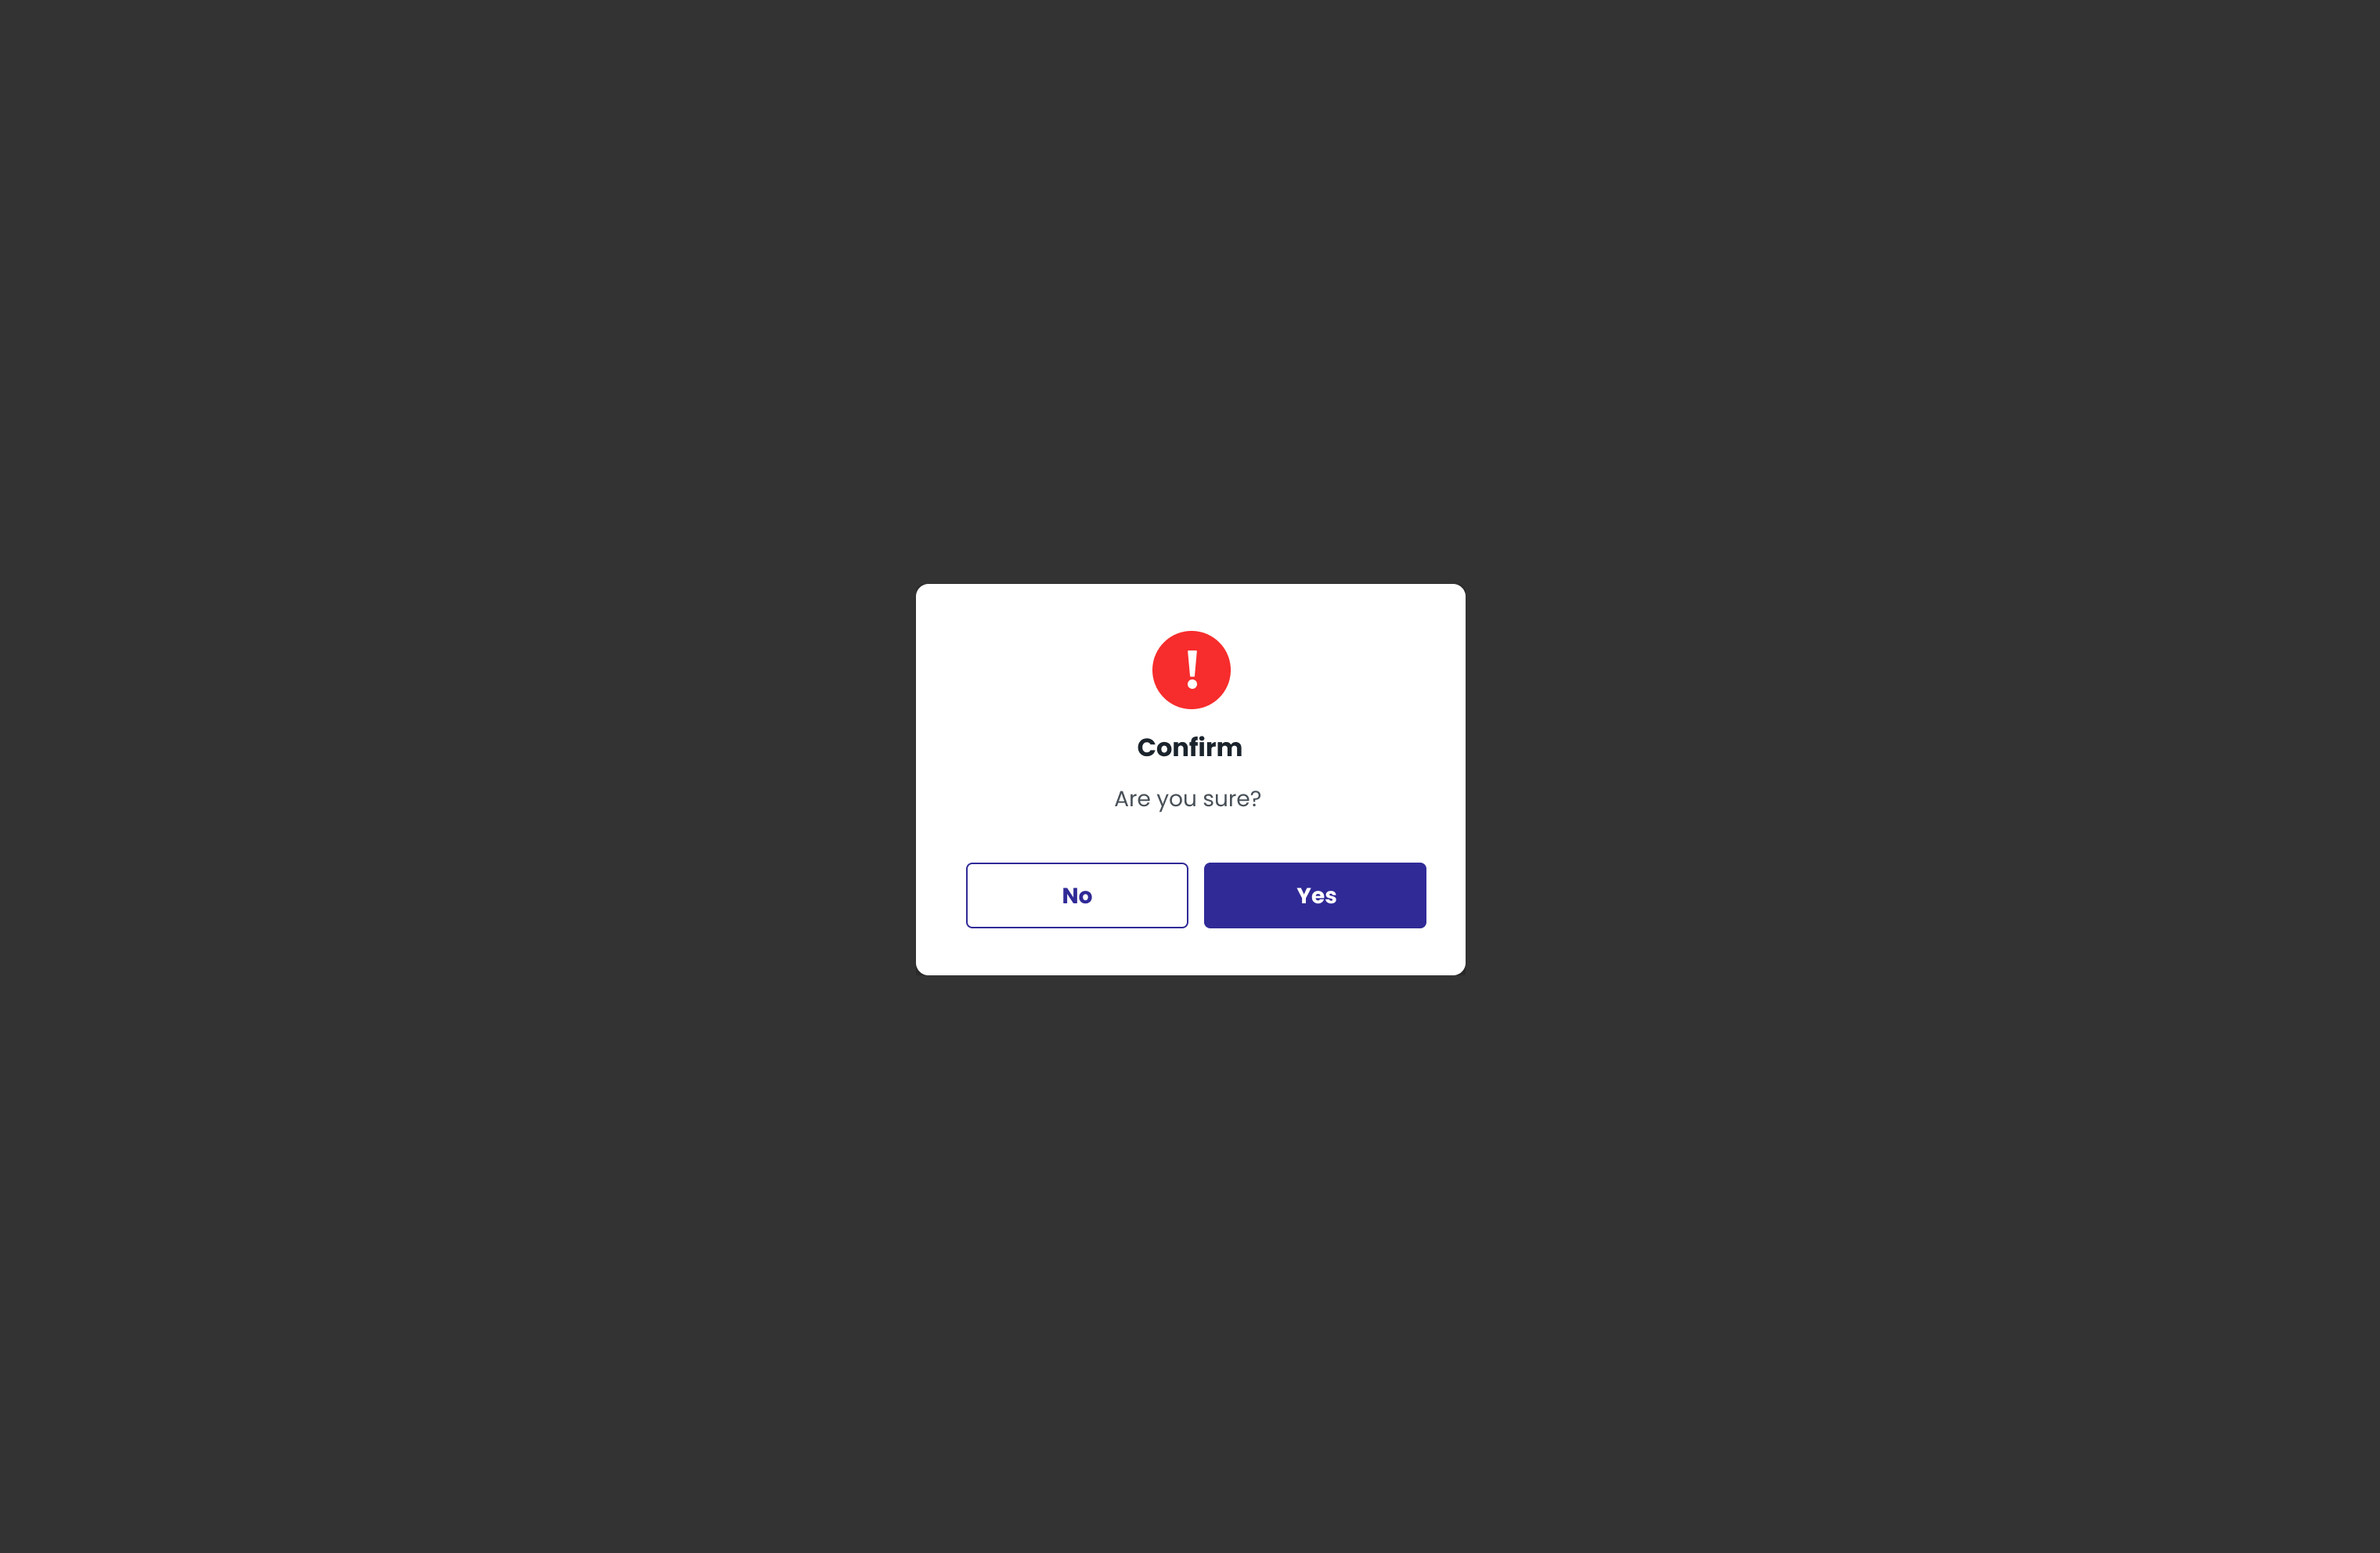 !
Confirm
Are you sure?
No
Yes